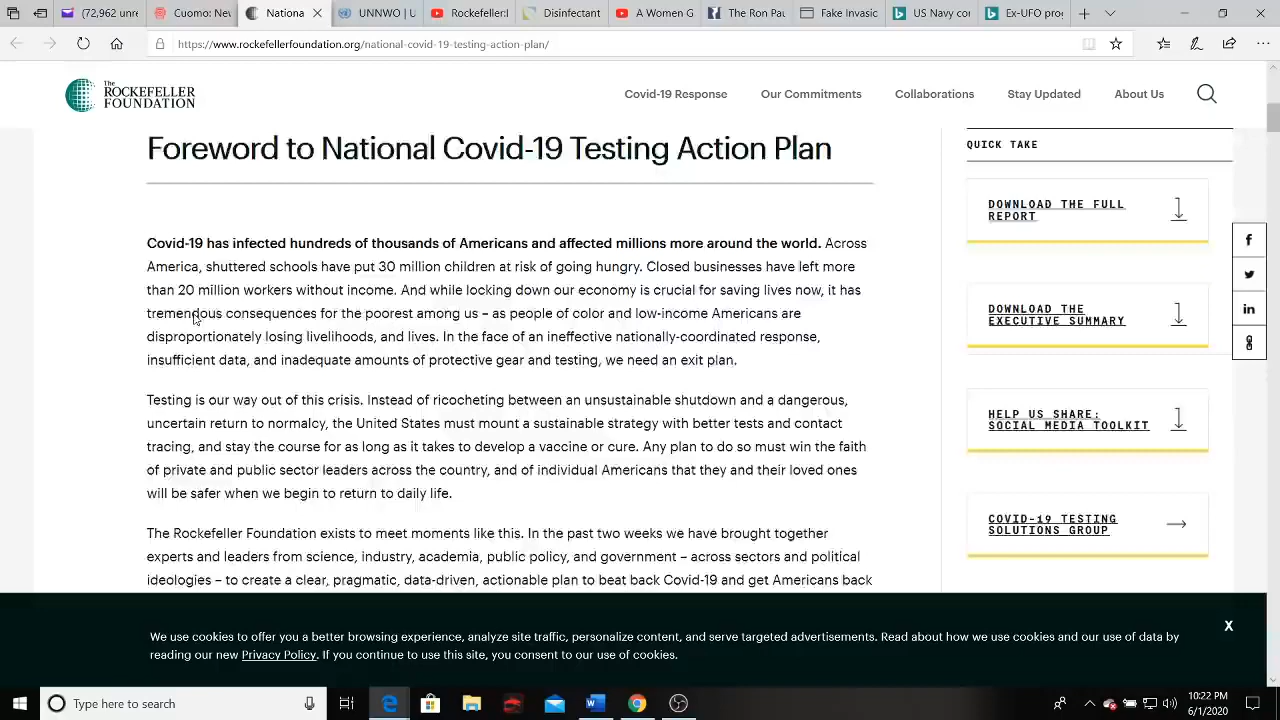 (72,962 Cuomo Ne Nationa UNNWO | U Rockefell Disinfectant A Women G The Ron Pau Fake Invasic US Navy co Ex-UFO proj
https://www.rockefellerfoundation.org/national-covid-19-testing-action-plan/
The
ROCKEFELLER
FOUNDATION
Covid-19 Response Our Commitments Collaborations Stay Updated About Us
Foreword to National Covid-19 Testing Action Plan
Covid-19 has infected hundreds of thousands of Americans and affected millions more around the world. Across
America, shuttered schools have put 30 million children at risk of going hungry. Closed businesses have left more
than 20 million workers without income. And while locking down our economy is crucial for saving lives now, it has
tremendous consequences for the poorest among us – as people of color and low-income Americans are
disproportionately losing livelihoods, and lives. In the face of an ineffective nationally-coordinated response,
insufficient data, and inadequate amounts of protective gear and testing, we need an exit plan.
Testing is our way out of this crisis. Instead of ricocheting between an unsustainable shutdown and a dangerous,
uncertain return to normalcy, the United States must mount a sustainable strategy with better tests and contact
tracing, and stay the course for as long as it takes to develop a vaccine or cure. Any plan to do so must win the faith
of private and public sector leaders across the country, and of individual Americans that they and their loved ones
will be safer when we begin to return to daily life.
The Rockefeller Foundation exists to meet moments like this. In the past two weeks we have brought together
experts and leaders from science, industry, academia, public policy, and government – across sectors and political
ideologies – to create a clear, pragmatic, data-driven, actionable plan to beat back Covid-19 and get Americans back
QUICK TAKE
DOWNLOAD THE FULL
REPORT
DOWNLOAD THE
EXECUTIVE SUMMARY
HELP US SHARE:
SOCIAL MEDIA TOOLKIT
COVID-19 TESTING
SOLUTIONS GROUP
We use cookies to offer you a better browsing experience, analyze site traffic, personalize content, and serve targeted advertisements. Read about how we use cookies and our use of data by
reading our new Privacy Policy. If you continue to use this site, you consent to our use of cookies.
X
Type here to search
10:22 PM
6/1/2020